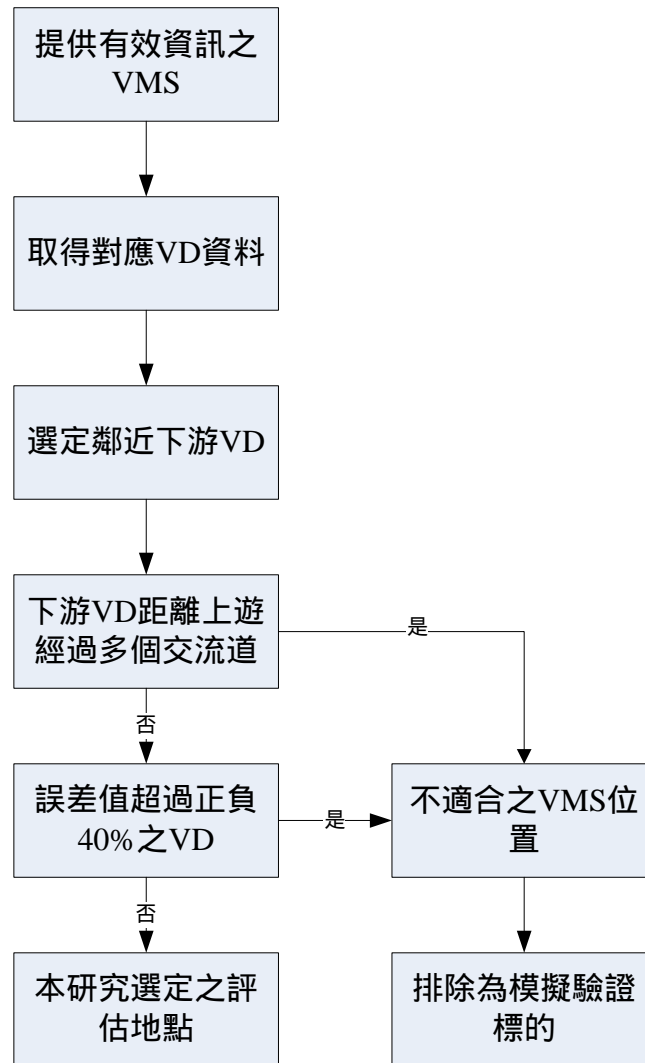 提供有效資訊之
VMS
取得對應VD資料
選定鄰近下游VD
下游VD距離上遊
經過多個交流道
是
否
誤差值超過正負
40%之VD
是
不適合之VMS位
置
否
本研究選定之評
估地點
排除為模擬驗證
標的